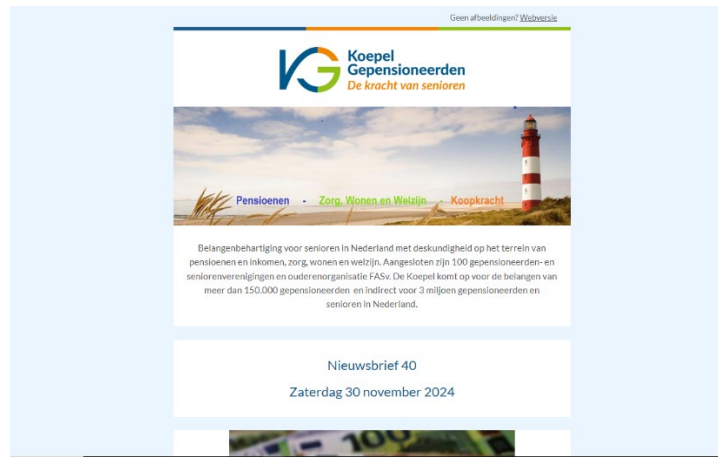 Geen afbeeldingen? Webversie
Koepel
Gepensioneerden
De kracht van senioren
Pensioenen - Zorg, Wonen en Welzijn - Koopkracht
Belangenbehartiging voor senioren in Nederland met deskundigheid op het terrein van
pensioenen en inkomen, zorg, wonen en welzijn. Aangesloten zijn 100 gepensioneerden- en
seniorenverenigingen en ouderenorganisatie FASv. De Koepel komt op voor de belangen van
meer dan 150.000 gepensioneerden en indirect voor 3 miljoen gepensioneerden en
senioren in Nederland.
Nieuwsbrief 40
Zaterdag 30 november 2024
100